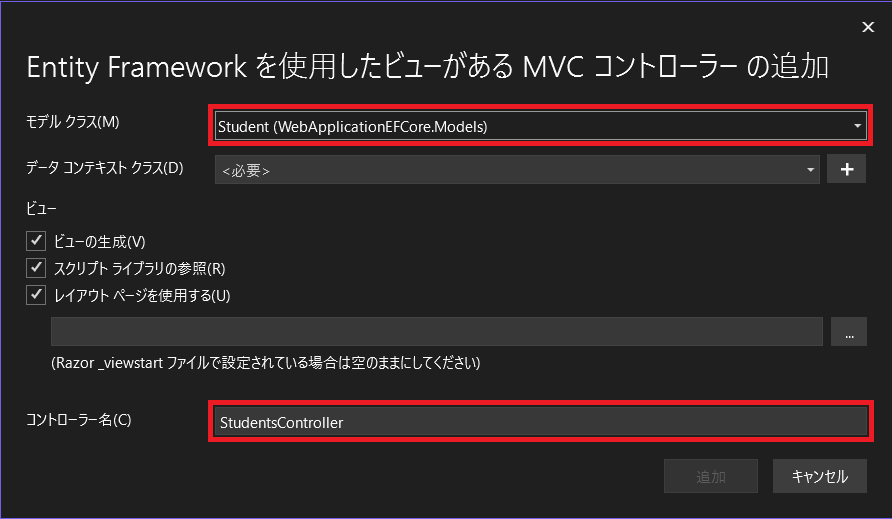 Entity Framework を使用したビューがある MVC コントローラー の追加
モデル クラス(M)
Student (WebApplicationEFCore.Models)
データ コンテキスト クラス(D)
<必要>
ビュー
ビューの生成(V)
スクリプト ライブラリの参照(R)
レイアウト ページを使用する(U)
...
(Razor _viewstart ファイルで設定されている場合は空のままにしてください)
コントローラー名(C)
StudentsController
追加
キャンセル